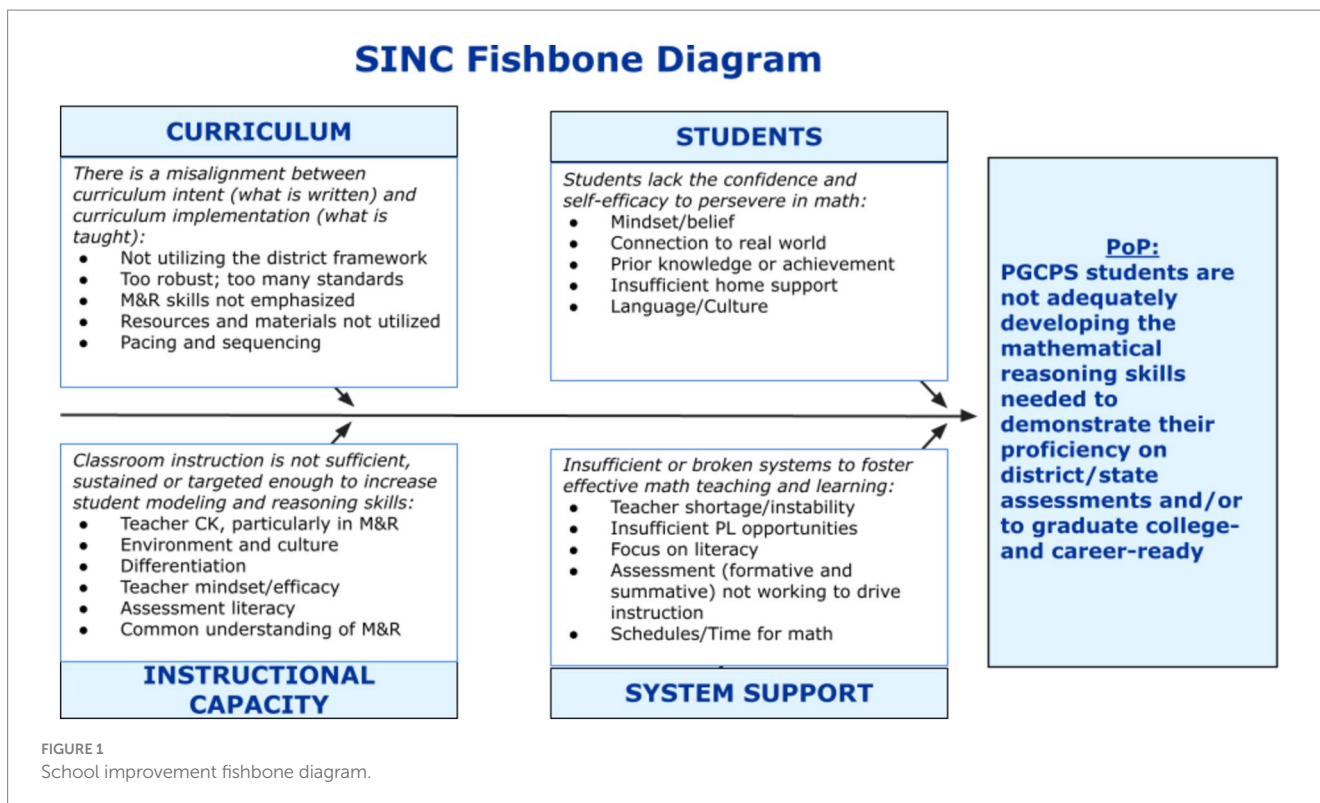 SINC Fishbone Diagram
CURRICULUM
There is a misalignment between
curriculum intent (what is written) and
curriculum implementation (what is
taught):
● Not utilizing the district framework
● Too robust; too many standards
● M&R skills not emphasized
● Resources and materials not utilized
● Pacing and sequencing
STUDENTS
Students lack the confidence and
self-efficacy to persevere in math:
● Mindset/belief
● Connection to real world
● Prior knowledge or achievement
● Insufficient home support
● Language/Culture
Classroom instruction is not sufficient,
sustained or targeted enough to increase
student modeling and reasoning skills:
● Teacher CK, particularly in M&R
● Environment and culture
● Differentiation
● Teacher mindset/efficacy
● Assessment literacy
● Common understanding of M&R
INSTRUCTIONAL
CAPACITY
Insufficient or broken systems to foster
effective math teaching and learning:
● Teacher shortage/instability
● Insufficient PL opportunities
● Focus on literacy
● Assessment (formative and
summative) not working to drive
instruction
● Schedules/Time for math
SYSTEM SUPPORT
PoP:
PGCPS students are
not adequately
developing the
mathematical
reasoning skills
needed to
demonstrate their
proficiency on
district/state
assessments and/or
to graduate college-
and career-ready
FIGURE 1
School improvement fishbone diagram.